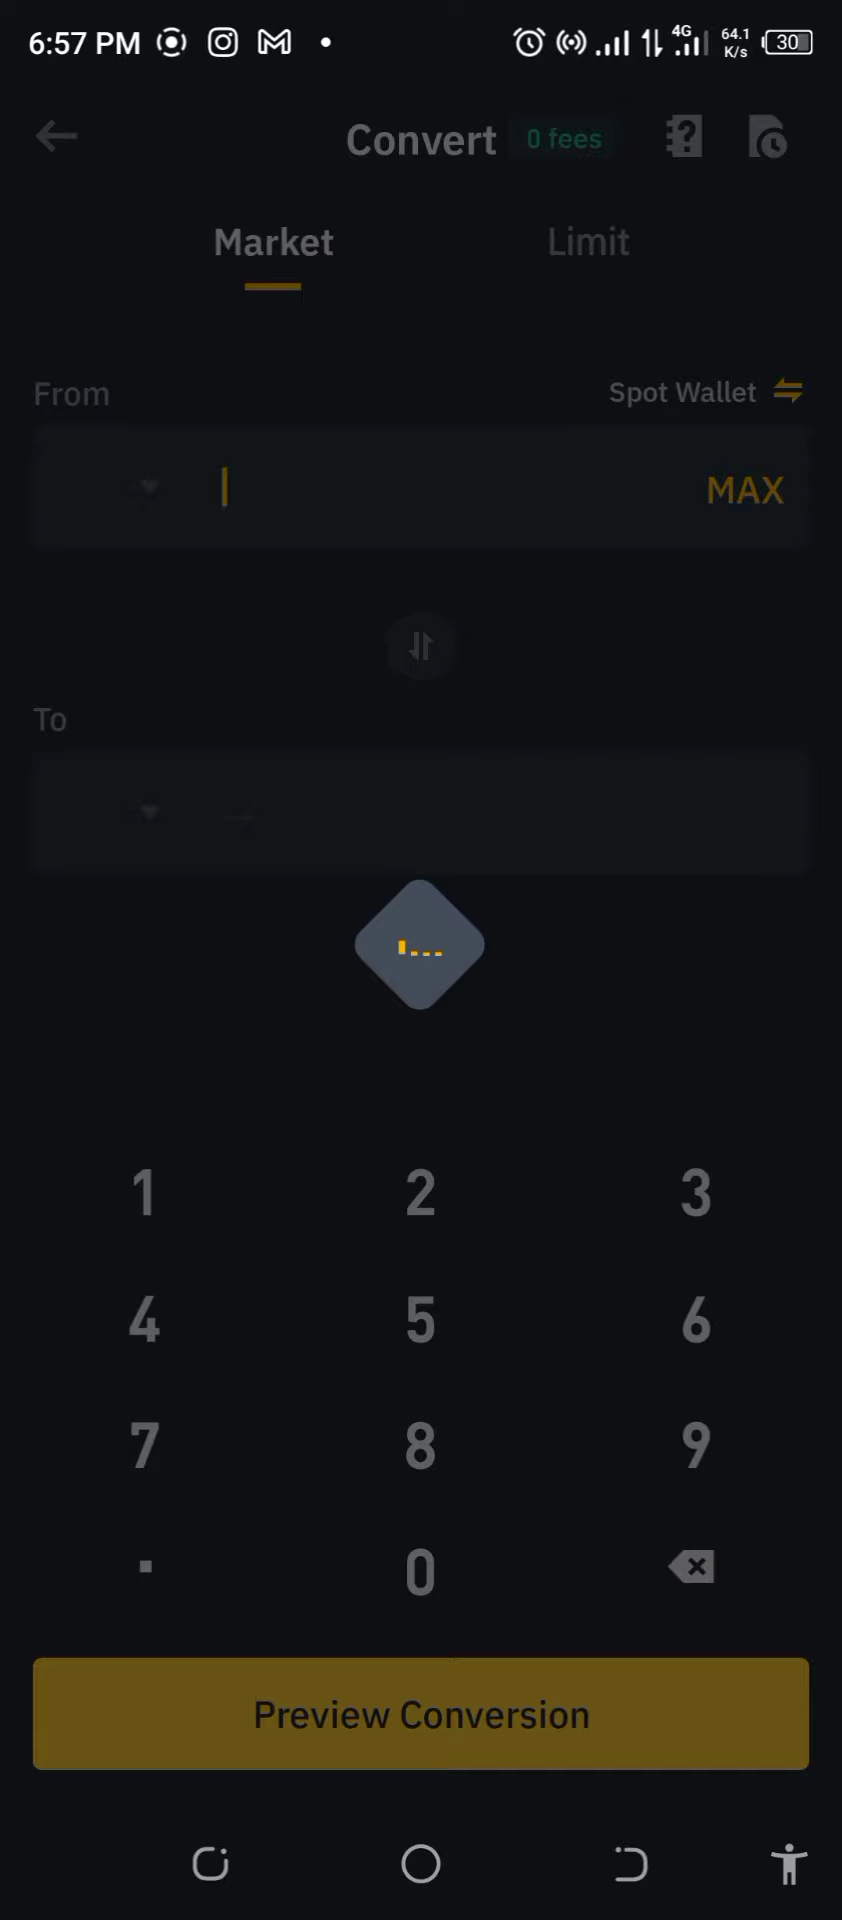 6:57 PM 4G 64.1 K/s 30
Convert 0 fees
Market Limit
From Spot Wallet
MAX
To
1 2 3
4 5 6
7 8 9
. 0
Preview Conversion